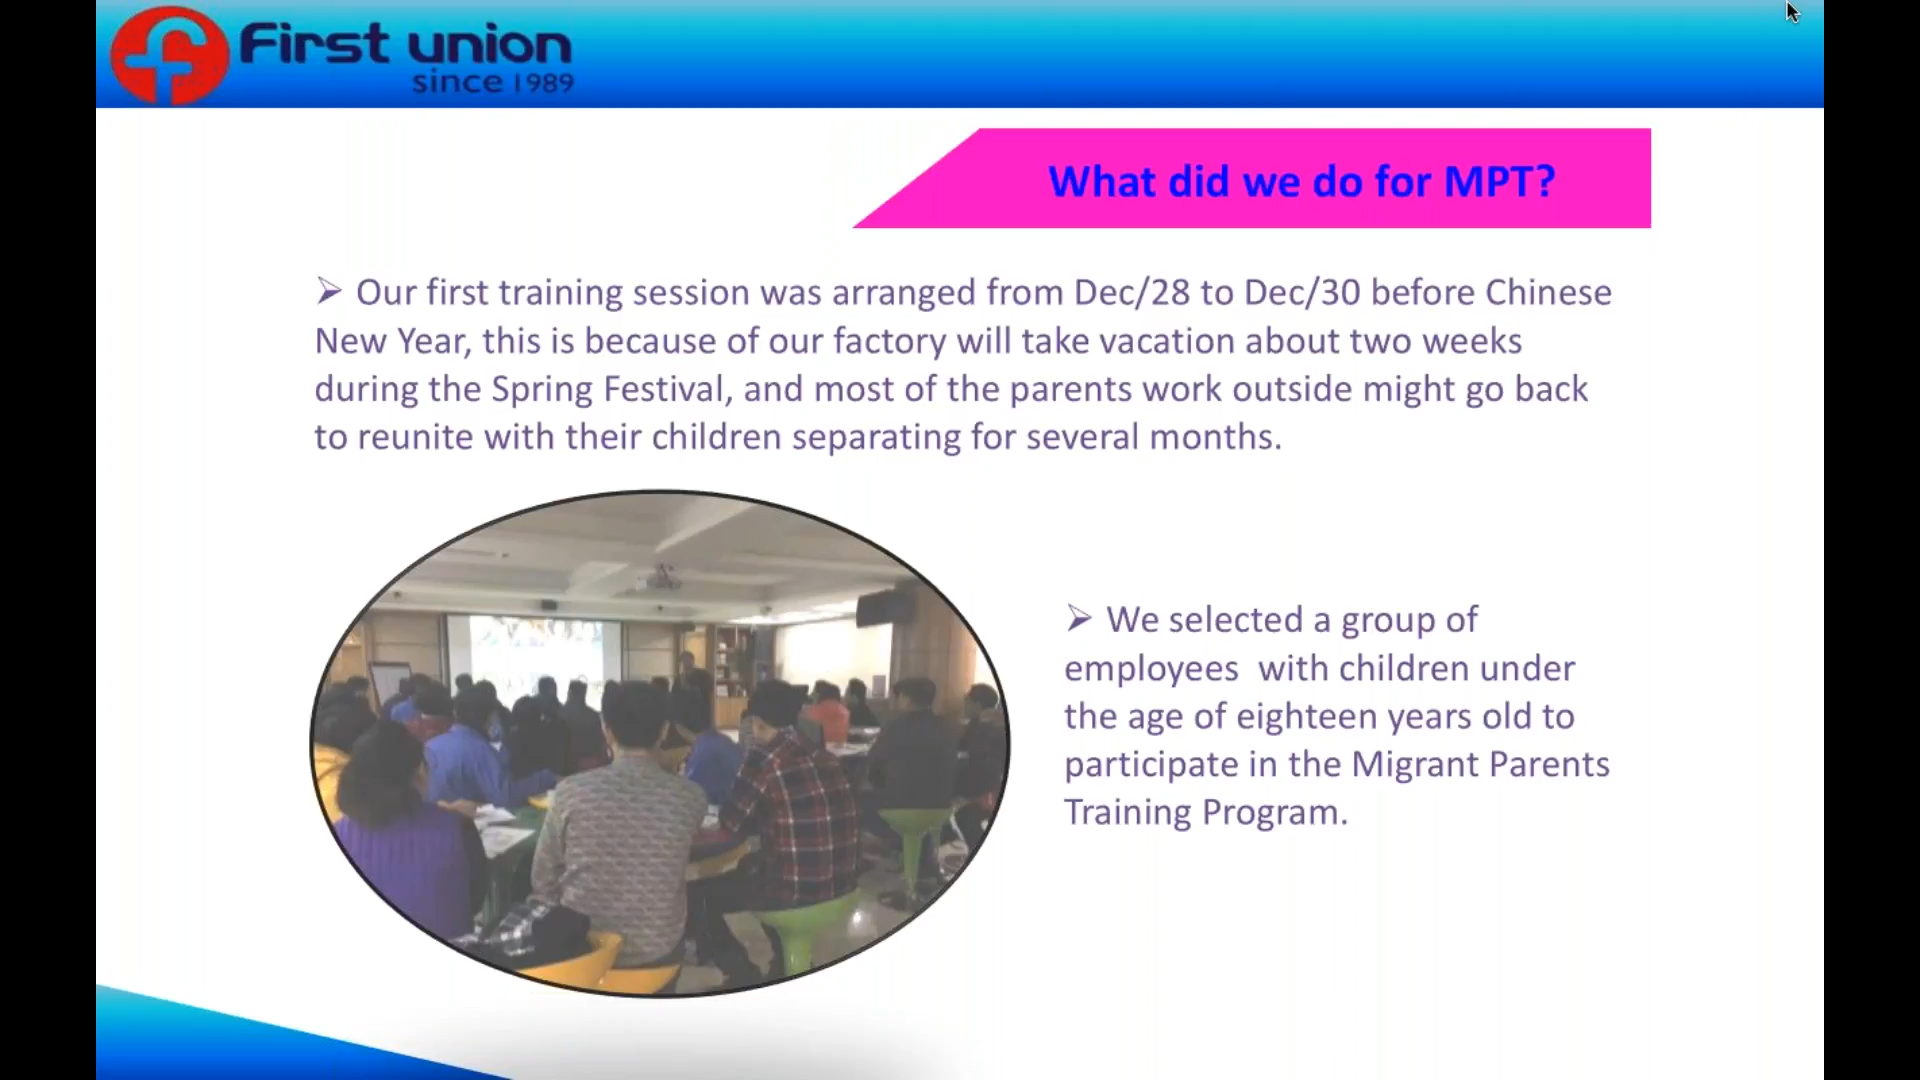 First union
since 1989
What did we do for MPT?
➢ Our first training session was arranged from Dec/28 to Dec/30 before Chinese
New Year, this is because of our factory will take vacation about two weeks
during the Spring Festival, and most of the parents work outside might go back
to reunite with their children separating for several months.
➢ We selected a group of
employees  with children under
the age of eighteen years old to
participate in the Migrant Parents
Training Program.